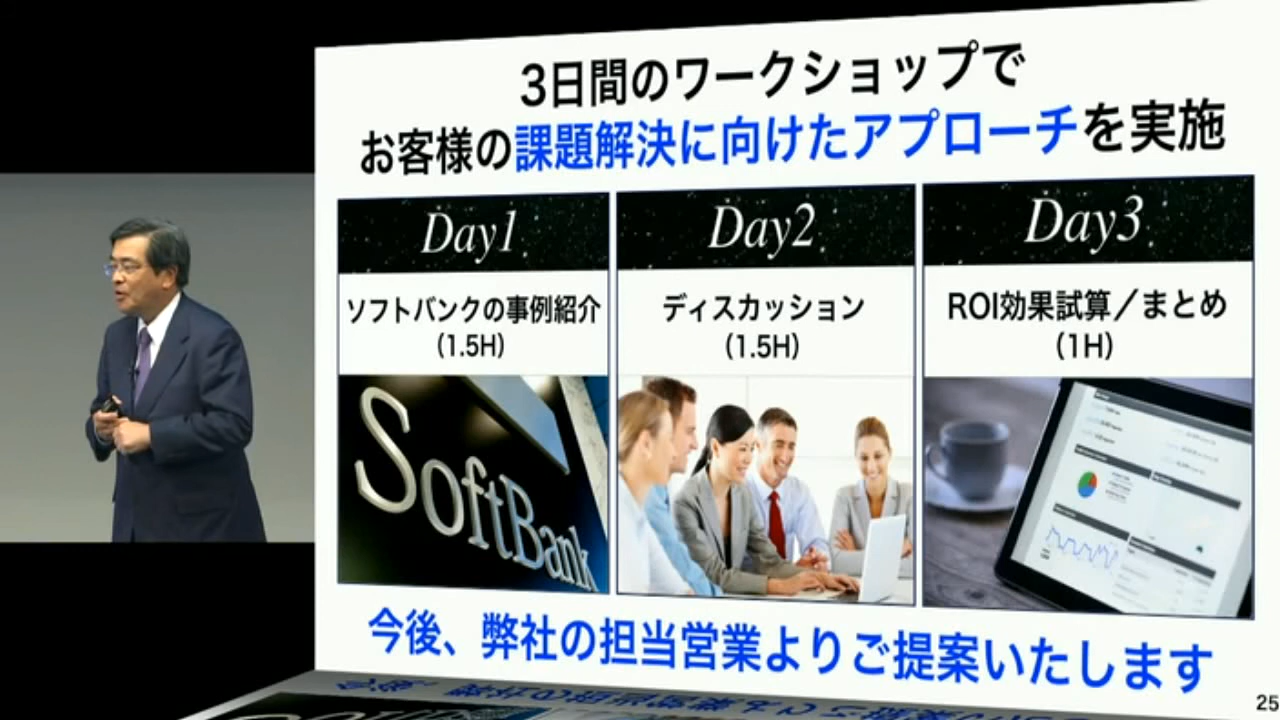 3日間のワークショップで
お客様の課題解決に向けたアプローチを実施
Day1
Day2
Day3
ソフトバンクの事例紹介
(1.5H)
ディスカッション
(1.5H)
ROI効果試算／まとめ
(1H)
SoftBank
今後、弊社の担当営業よりご提案いたします
25